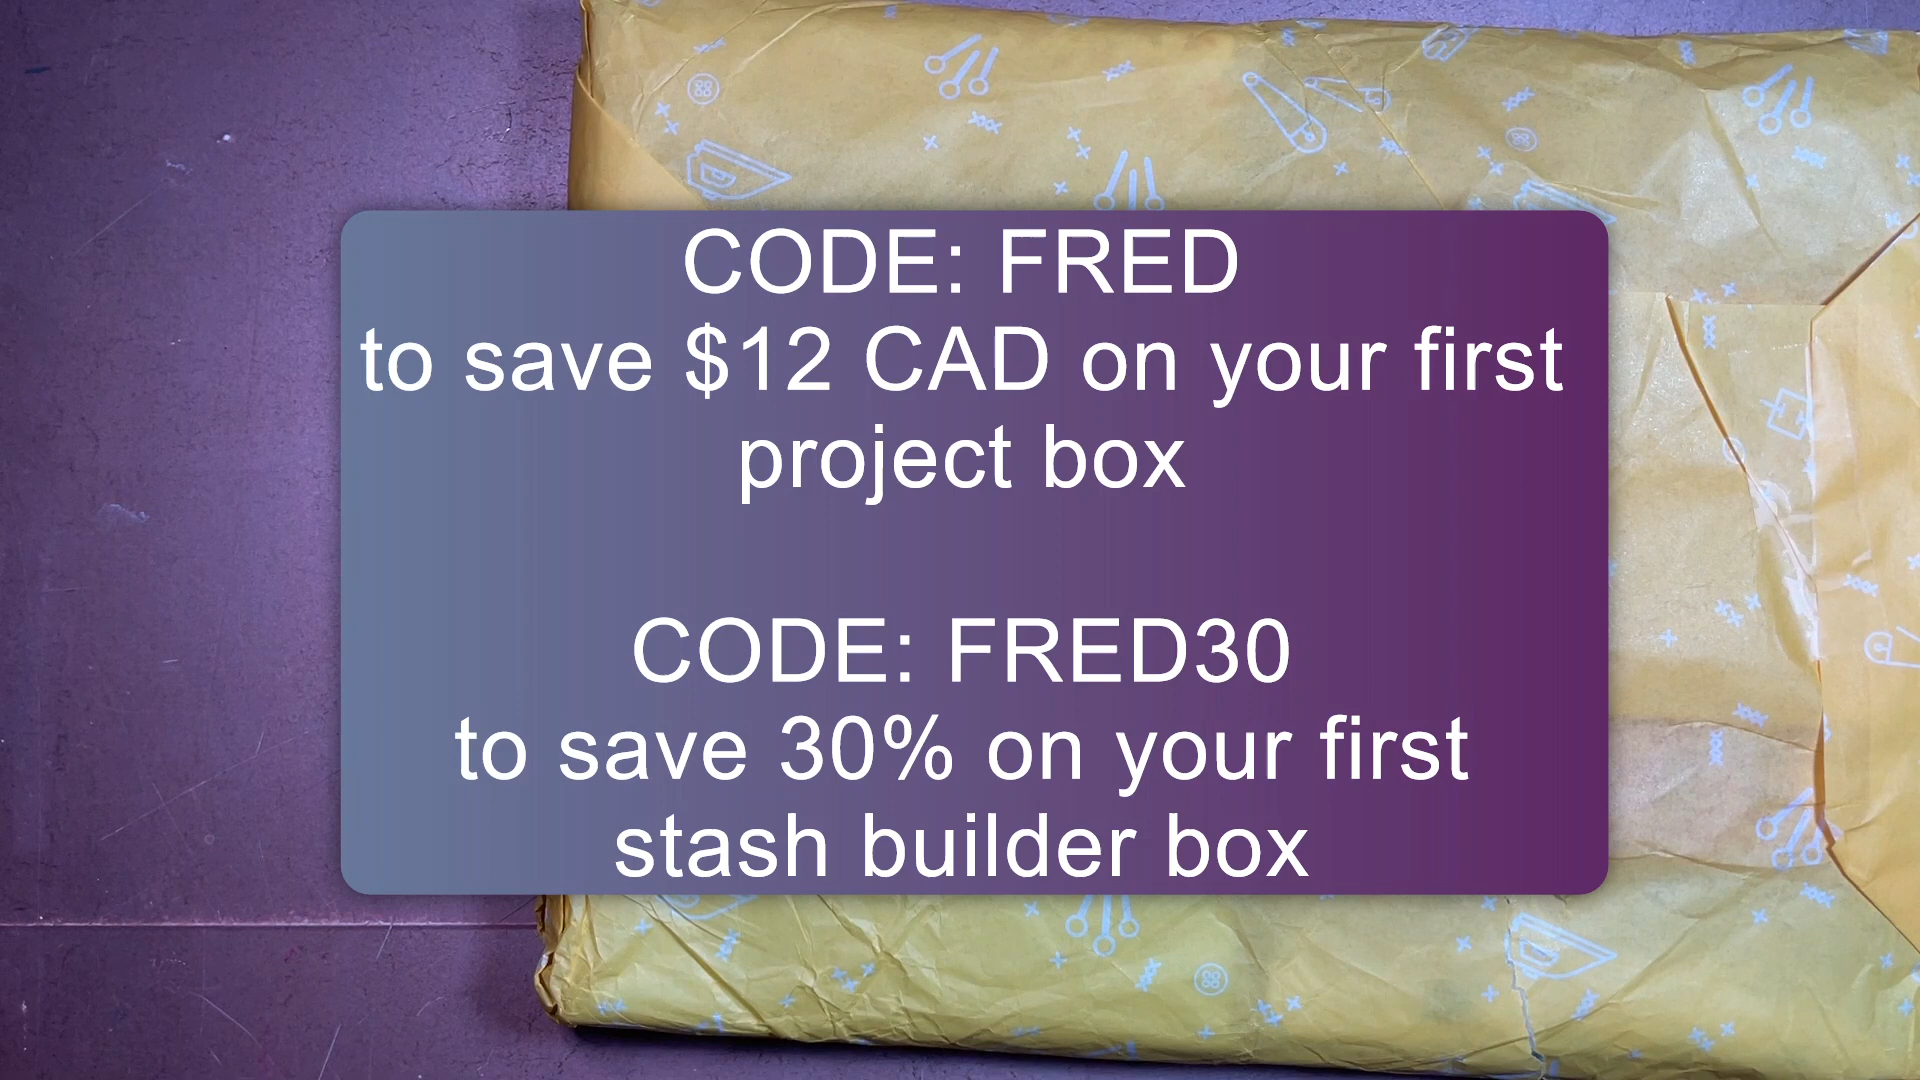 CODE: FRED
to save $12 CAD on your first
project box
CODE: FRED30
to save 30% on your first
stash builder box